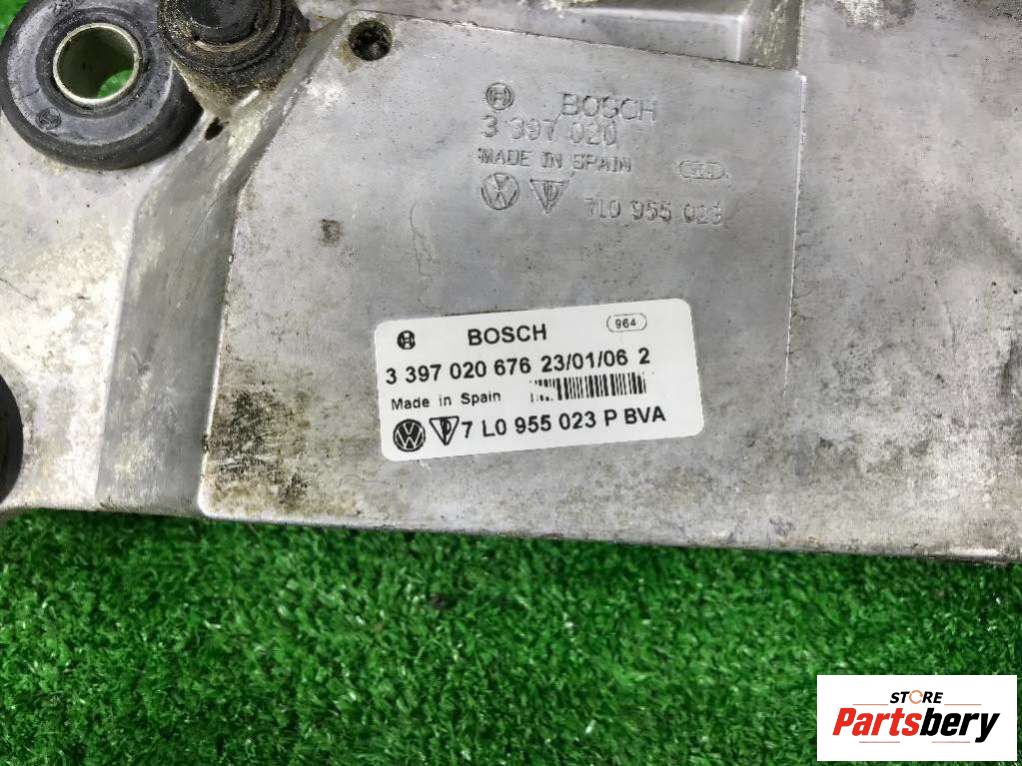 BOSCH
3 397 020
MADE IN SPAIN
7L0 955 023
BOSCH 964
3 397 020 676 23/01/06 2
Made in Spain
7 L0 955 023 P BVA
STORE
Partsbery